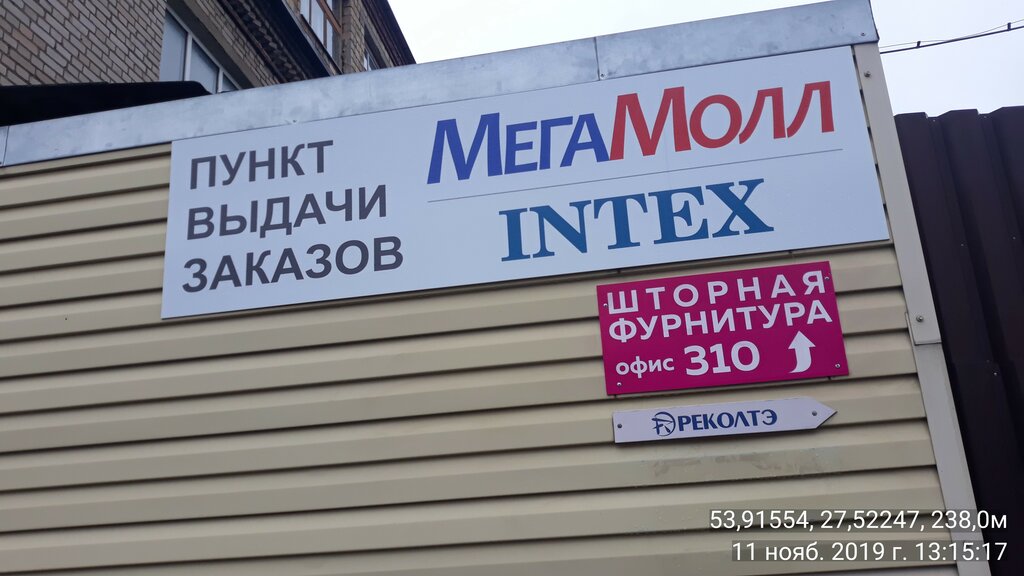 ПУНКТ
ВЫДАЧИ
ЗАКАЗОВ
МЕГАМОЛЛ
INTEX
ШТОРНАЯ
ФУРНИТУРА
офис 310
РЕКОЛТЭ
53,91554, 27,52247, 238,0м
11 нояб. 2019 г. 13:15:17